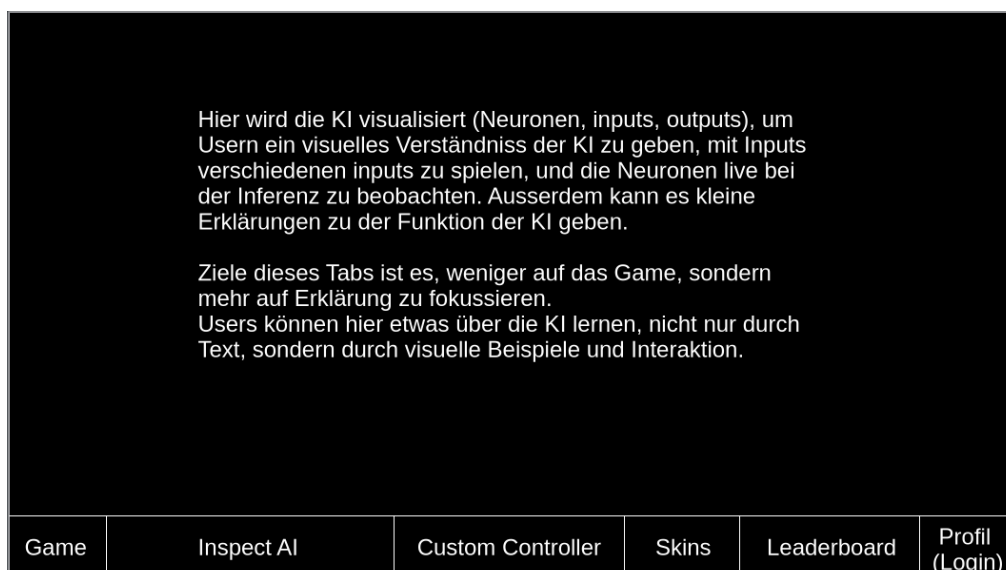 Hier wird die KI visualisiert (Neuronen, inputs, outputs), um
Usern ein visuelles Verständniss der KI zu geben, mit Inputs
verschiedenen inputs zu spielen, und die Neuronen live bei
der Inferenz zu beobachten. Ausserdem kann es kleine
Erklärungen zu der Funktion der KI geben.
Ziele dieses Tabs ist es, weniger auf das Game, sondern
mehr auf Erklärung zu fokussieren.
Users können hier etwas über die KI lernen, nicht nur durch
Text, sondern durch visuelle Beispiele und Interaktion.
Game
Inspect AI
Custom Controller
Skins
Leaderboard
Profil
(Login)